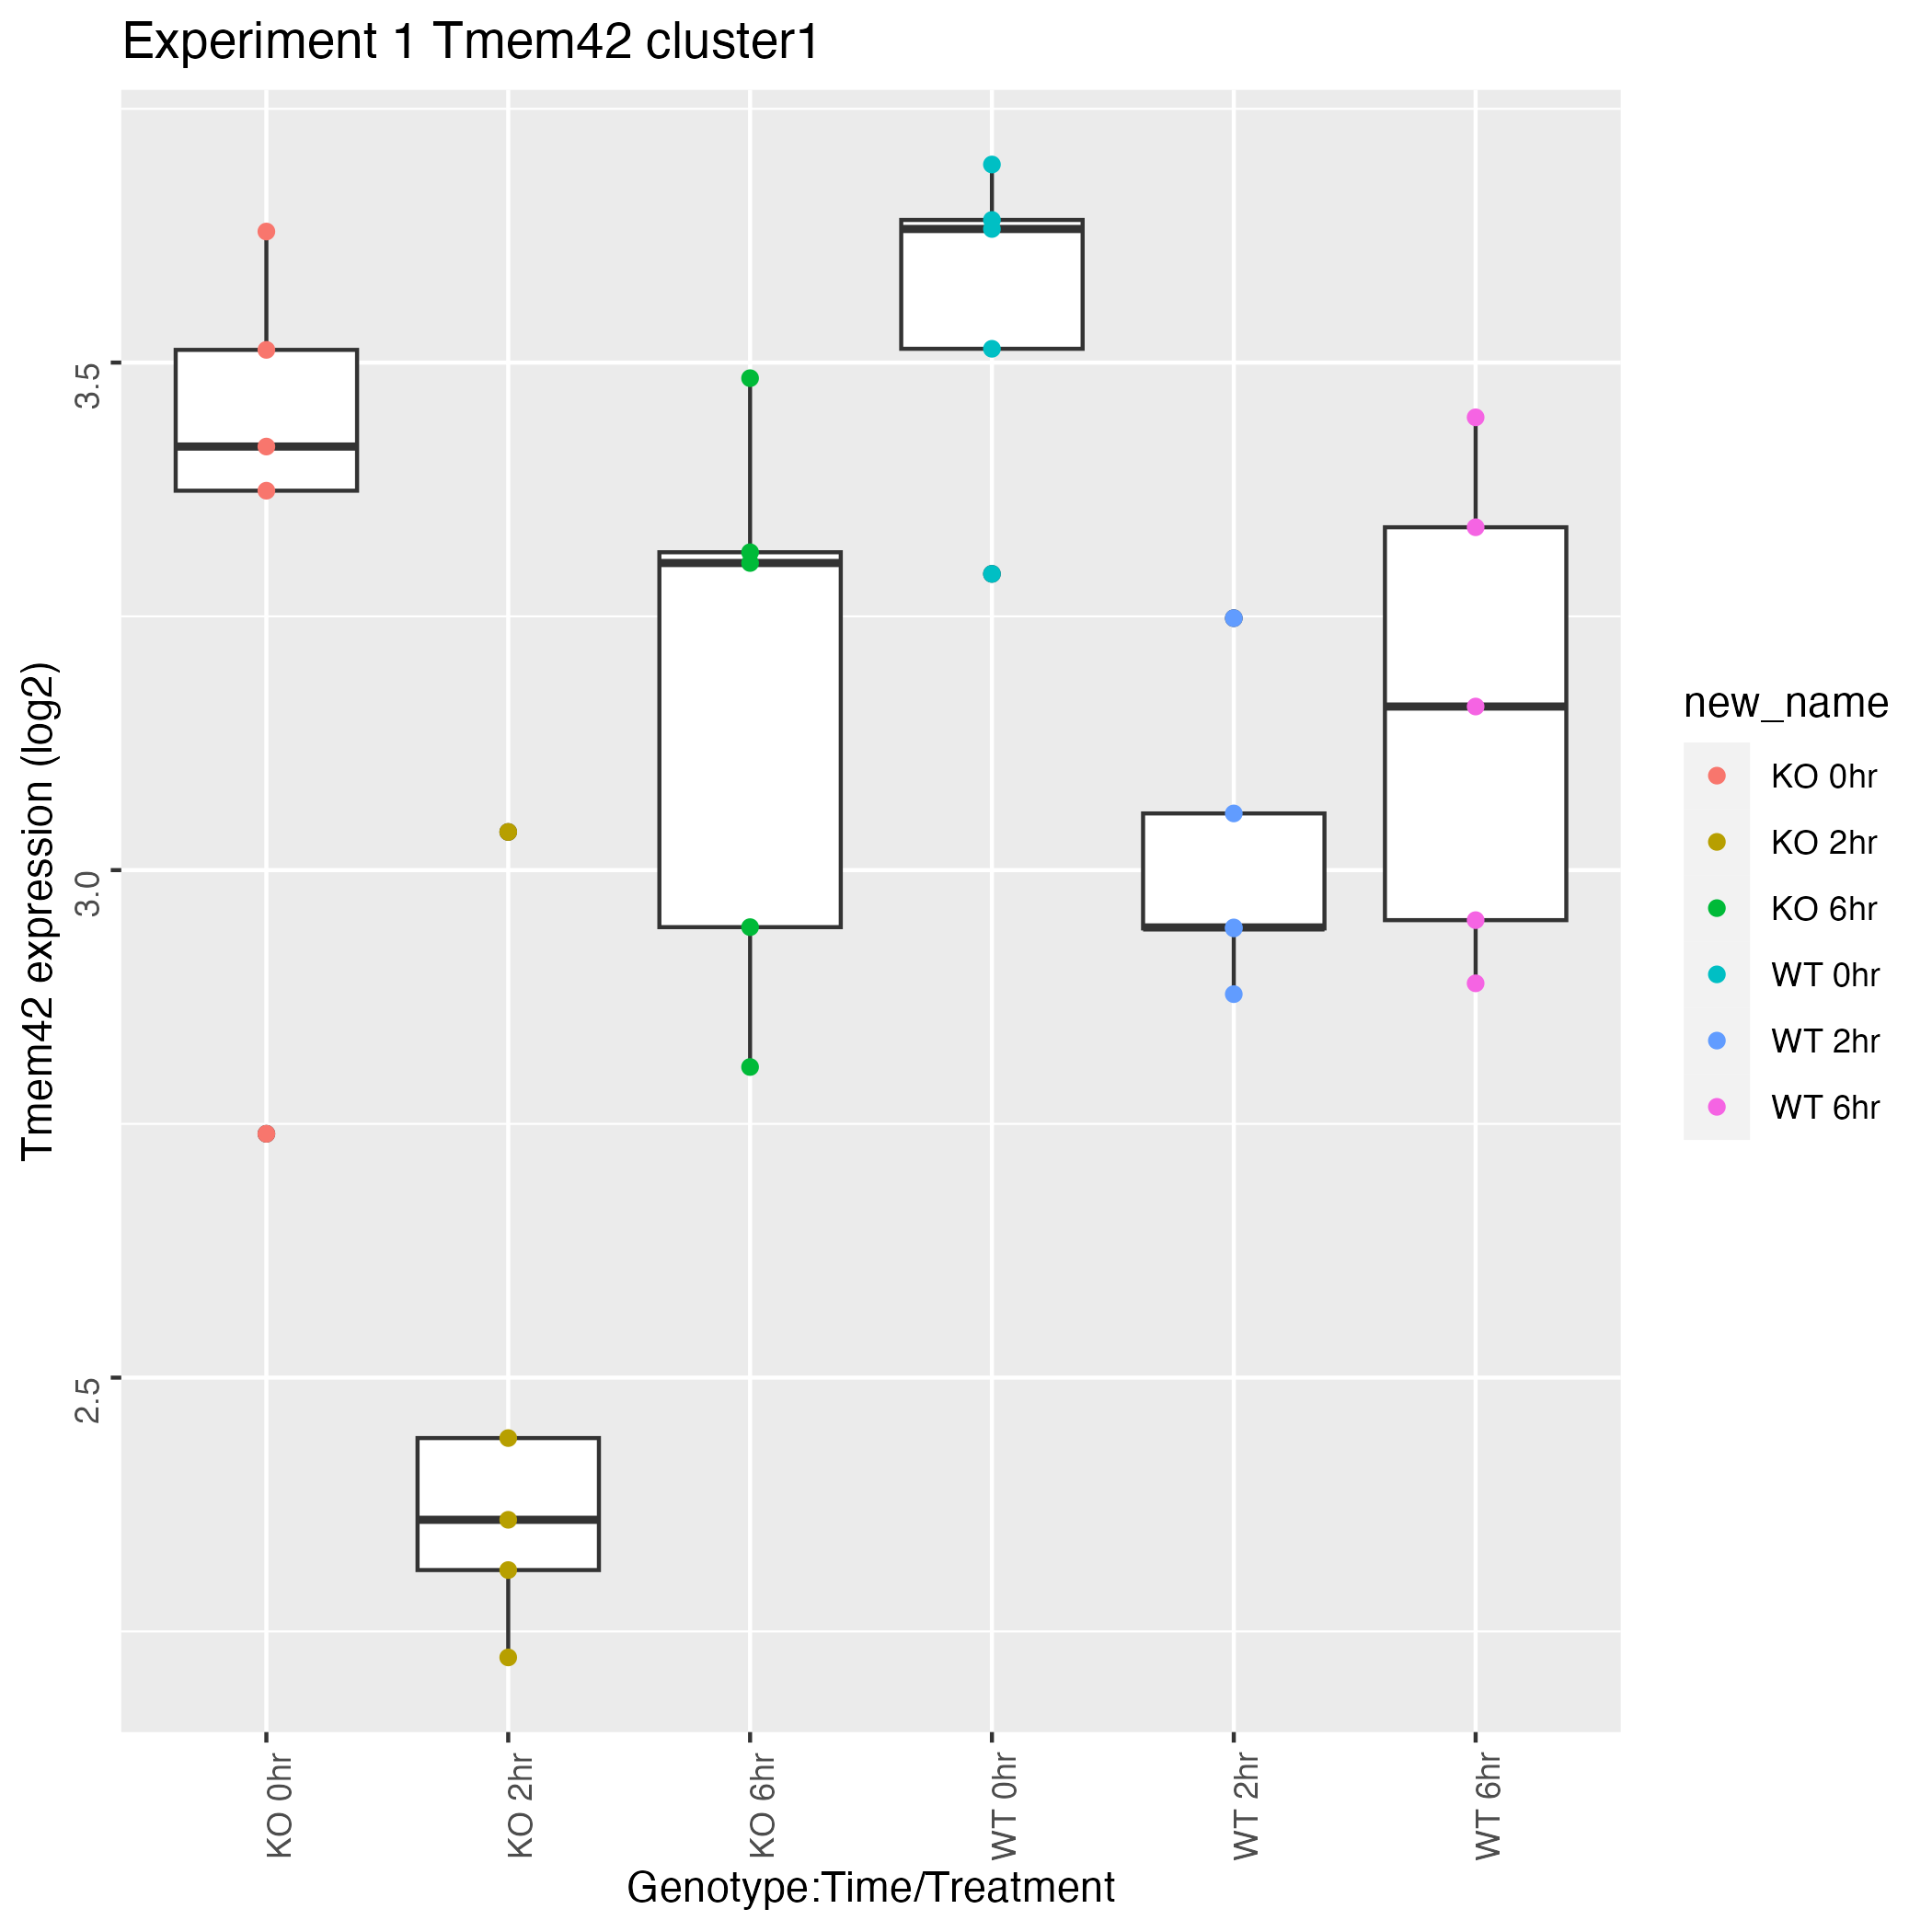 Experiment 1 Tmem42 cluster1
Tmem42 expression (log2)
3.5
3.0
2.5
KO 0hr
KO 2hr
KO 6hr
WT 0hr
WT 2hr
WT 6hr
Genotype:Time/Treatment
new_name
KO 0hr
KO 2hr
KO 6hr
WT 0hr
WT 2hr
WT 6hr